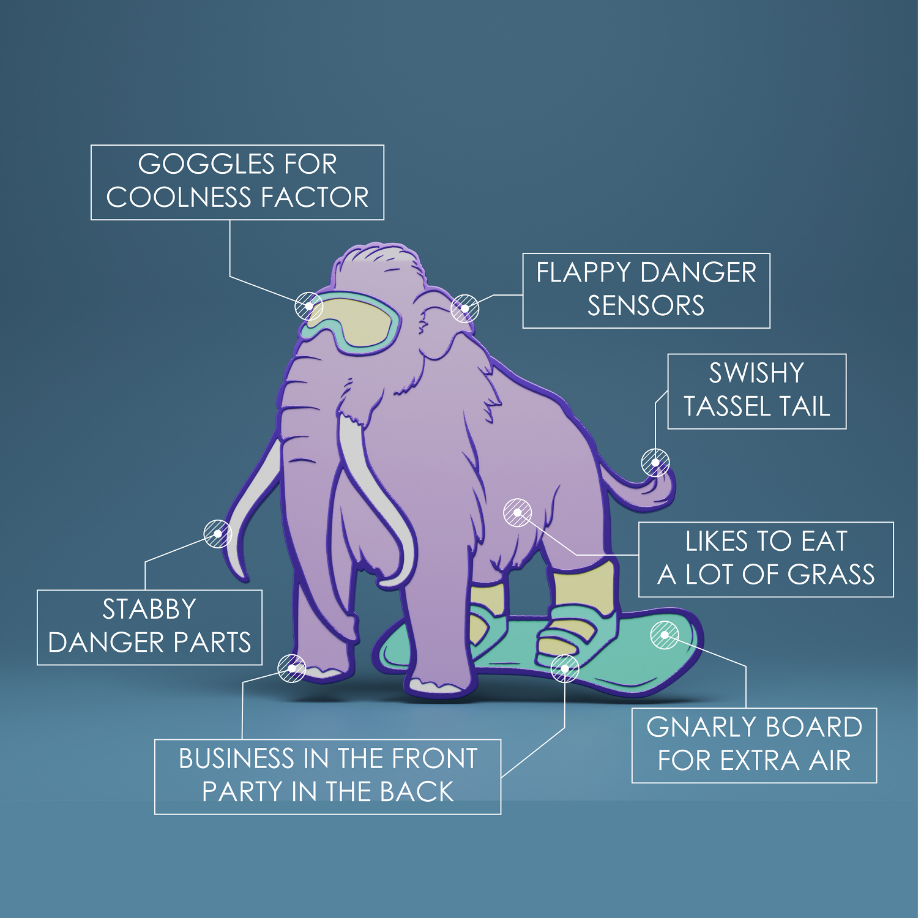 GOGGLES FOR
COOLNESS FACTOR
FLAPPY DANGER
SENSORS
SWISHY
TASSEL TAIL
LIKES TO EAT
A LOT OF GRASS
STABBY
DANGER PARTS
GNARLY BOARD
FOR EXTRA AIR
BUSINESS IN THE FRONT
PARTY IN THE BACK